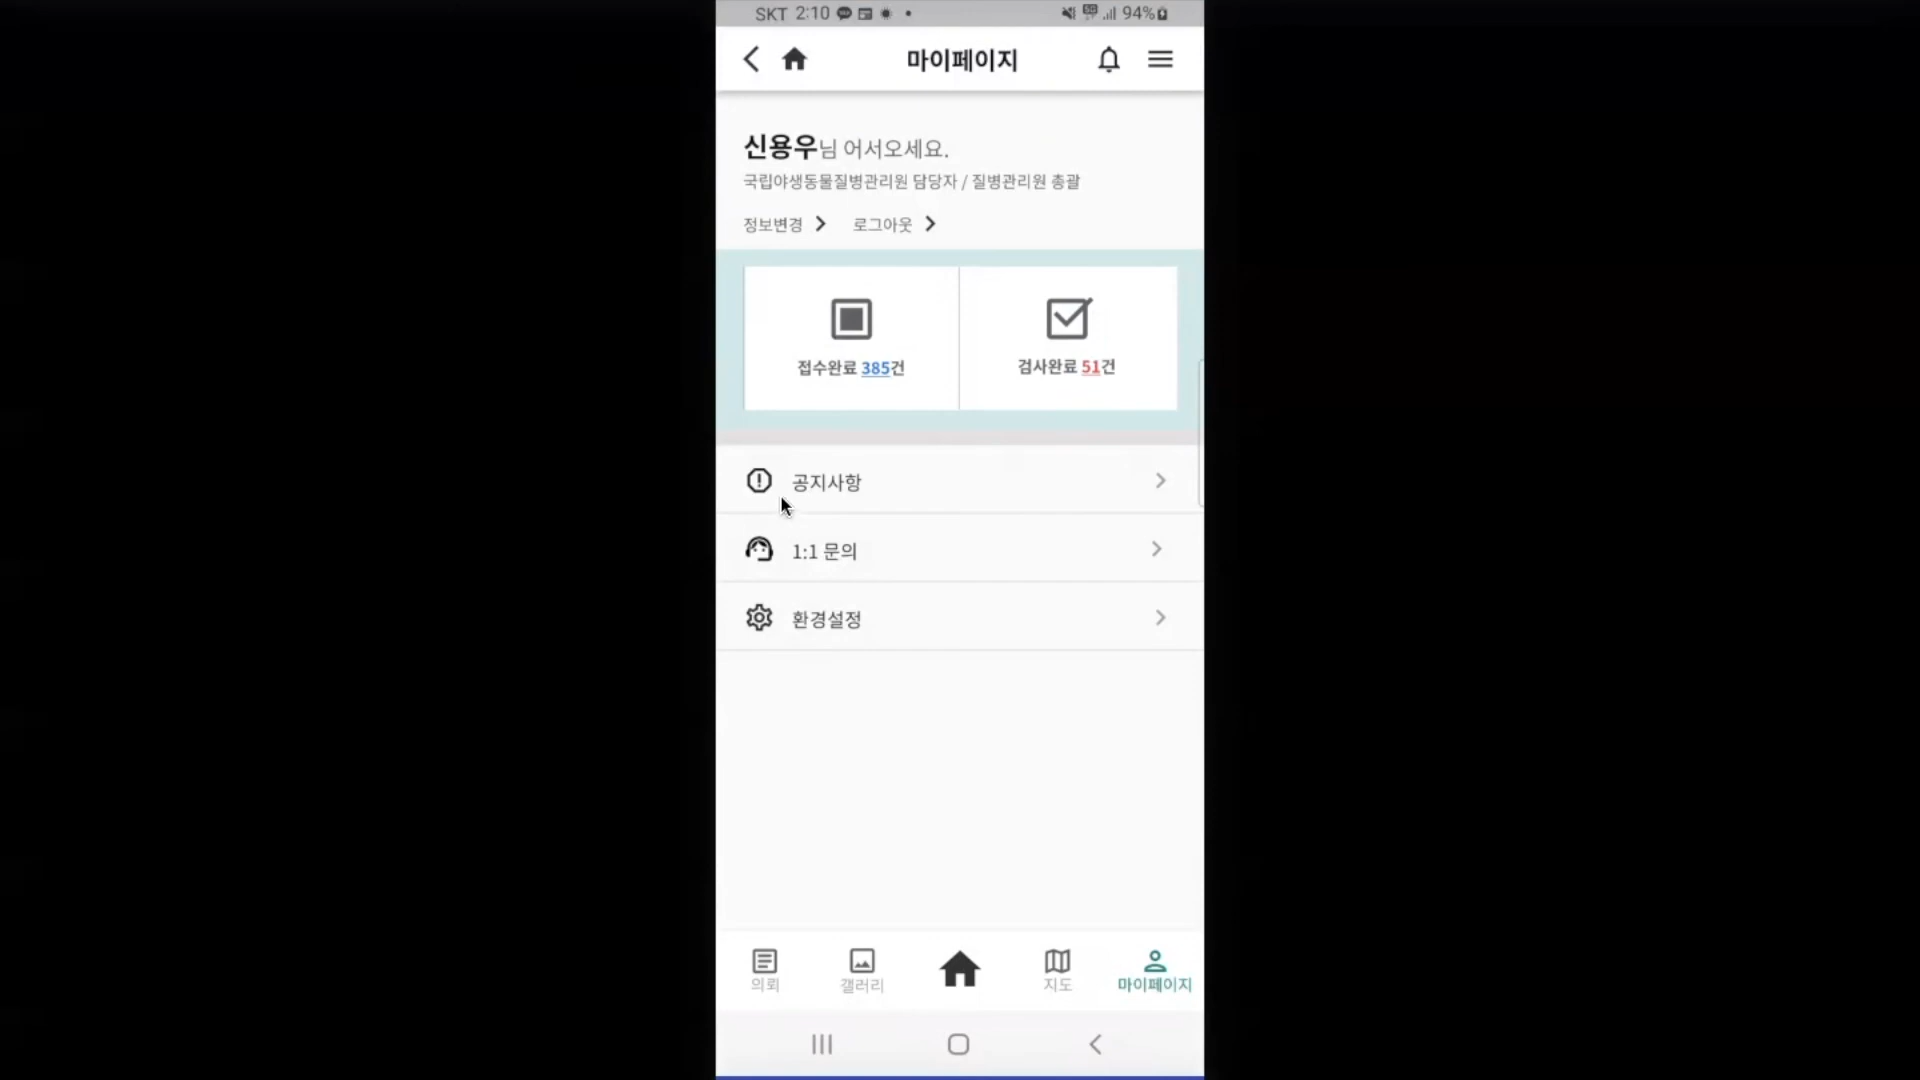 SKT 2:10 94%
마이페이지
신용우님 어서오세요.
국립야생동물질병관리원 담당자 / 질병관리원 총괄
정보변경 로그아웃
접수완료 385건
검사완료 51건
공지사항
1:1 문의
환경설정
의뢰 갤러리 지도 마이페이지